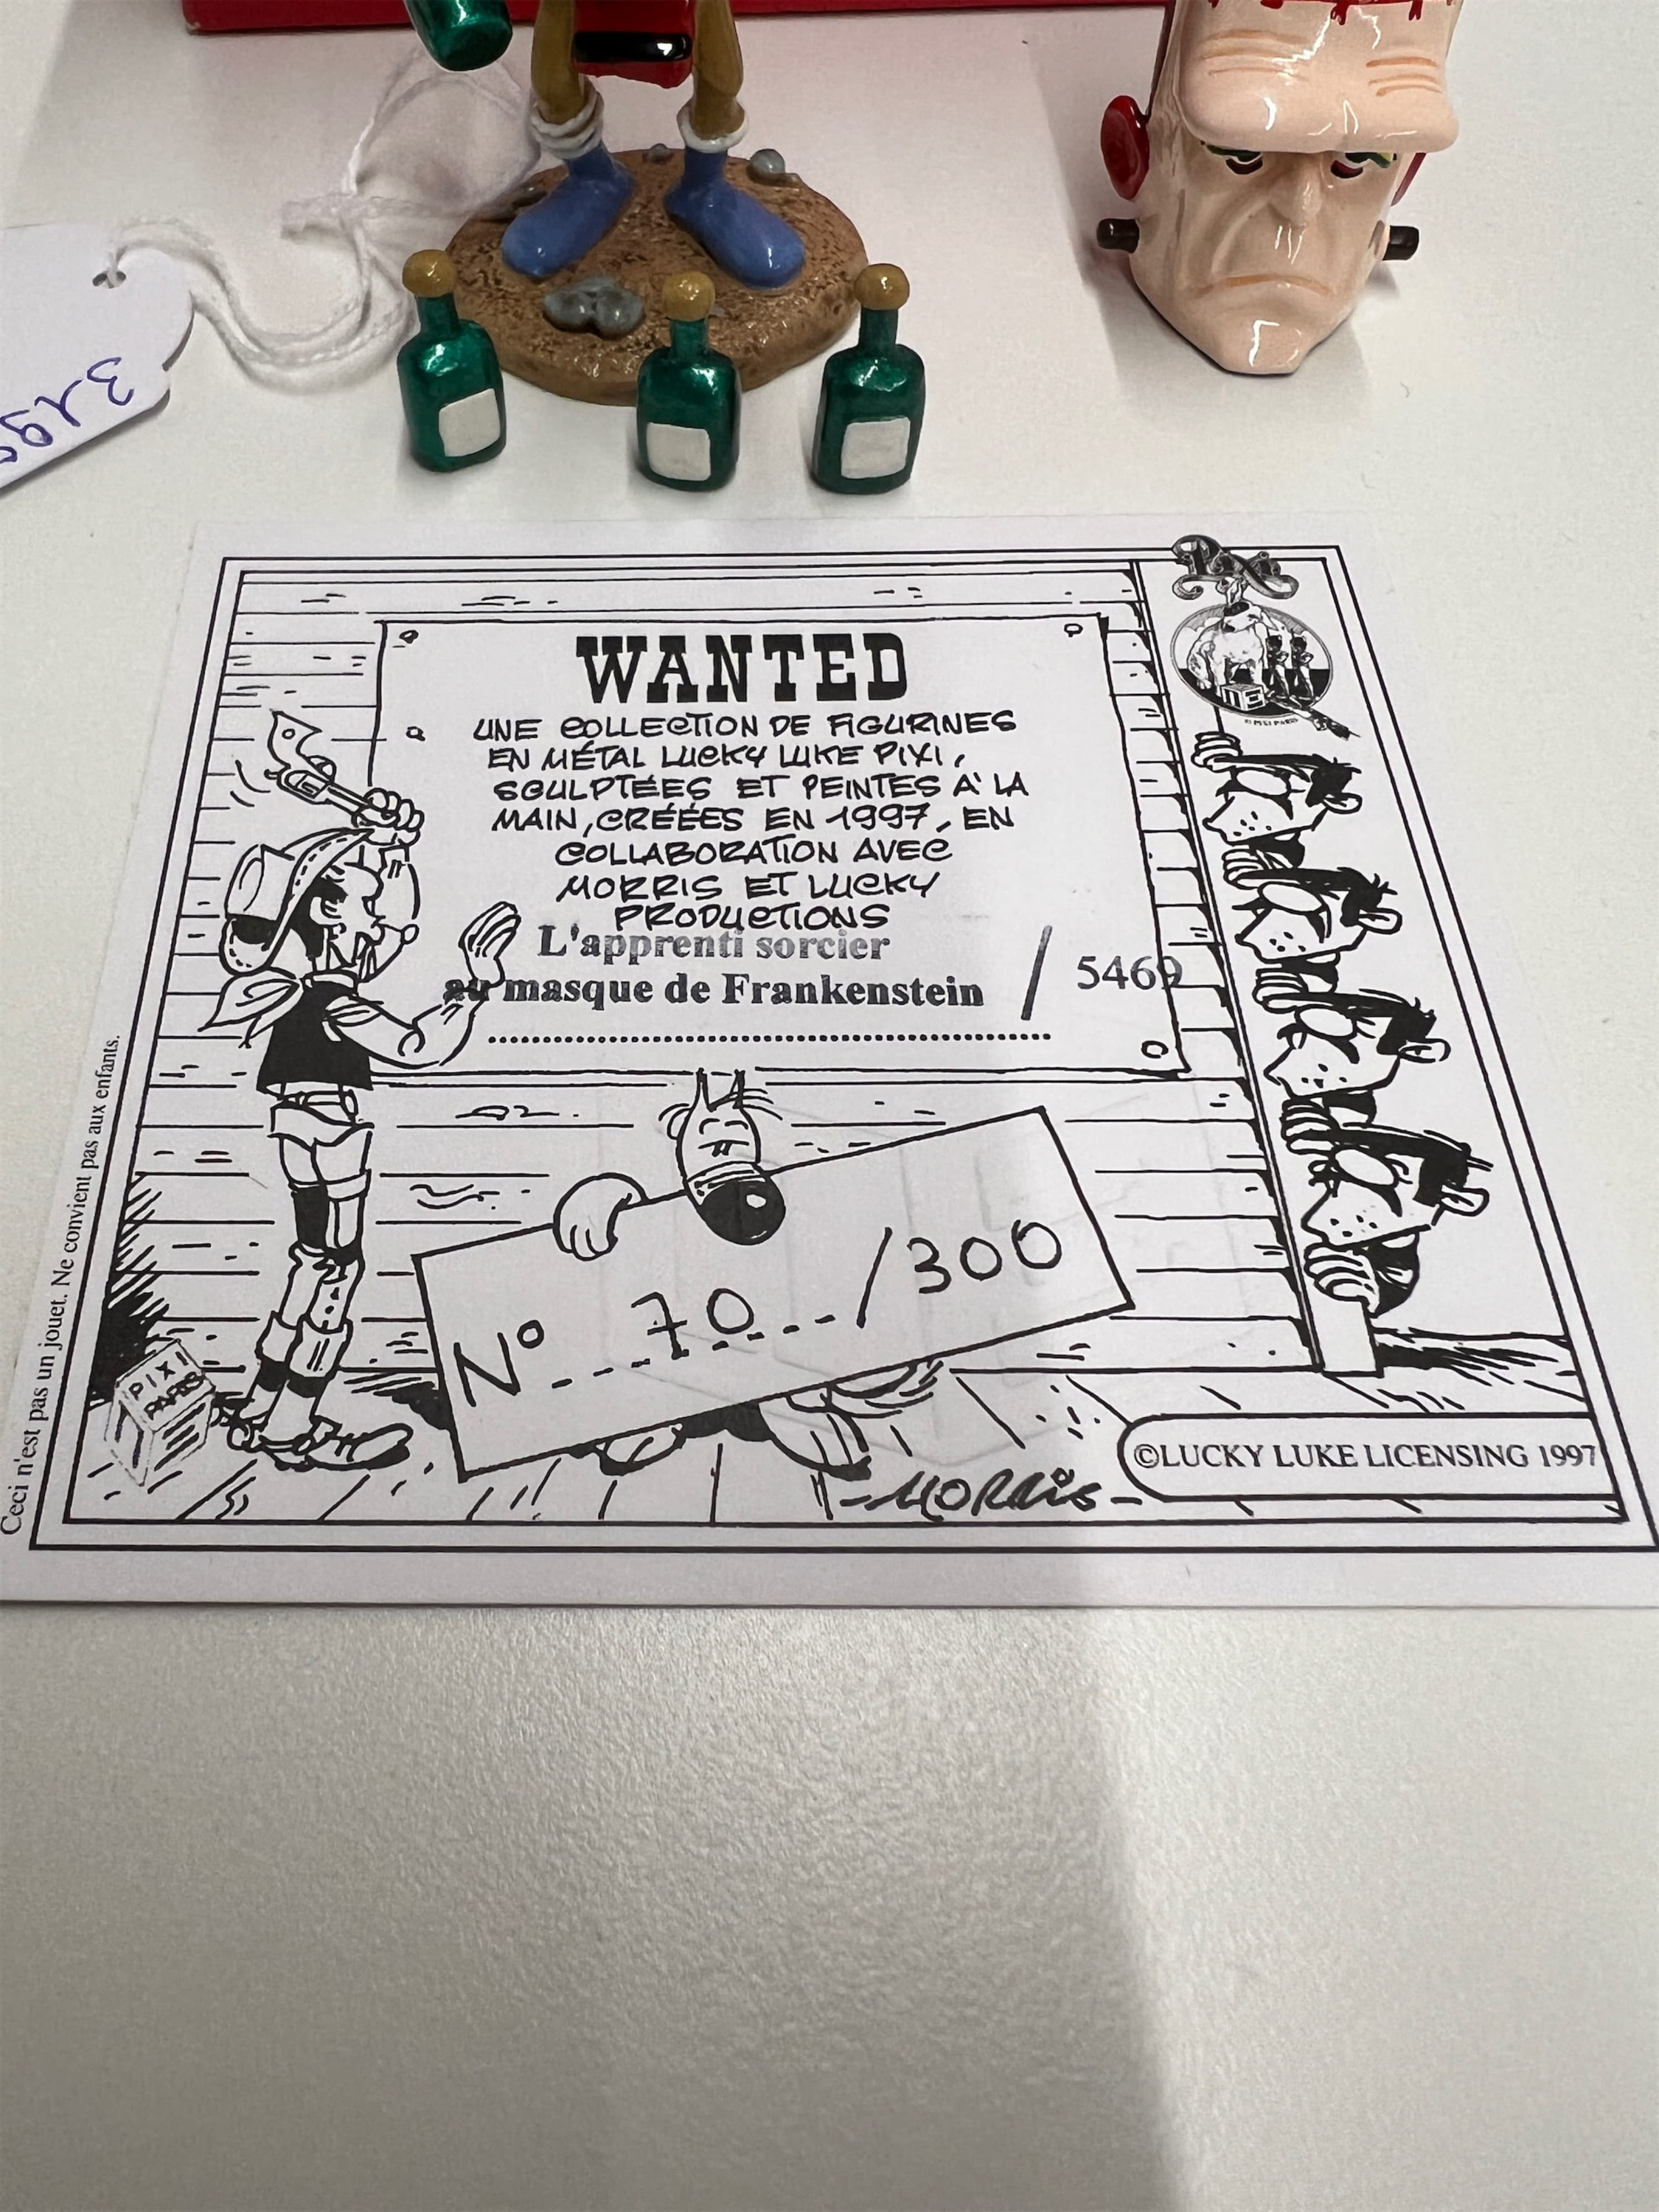 WANTED
UNE COLLECTION DE FIGURINES
EN MÉTAL LUCKY LUKE PIXI,
SCULPTÉES ET PEINTES À LA
MAIN, CRÉÉES EN 1997, EN
COLLABORATION AVEC
MORRIS ET LUCKY
PRODUCTIONS
L'apprenti sorcier
au masque de Frankenstein / 5469
N° 70 / 300
PIXI
PARIS
-MORRIS-
©LUCKY LUKE LICENSING 1997
Ceci n'est pas un jouet. Ne convient pas aux enfants.